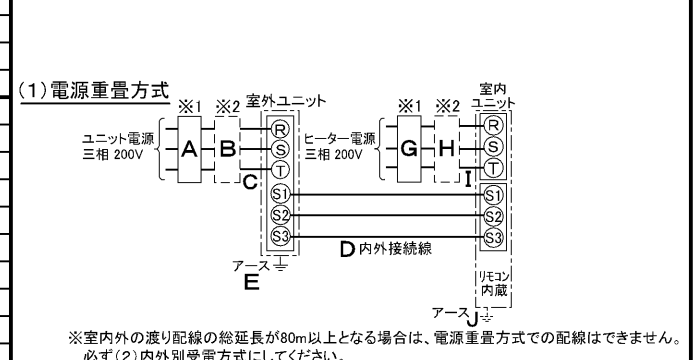 (1)電源重畳方式
※1 ※2 室外ユニット
※1 ※2 室内ユニット
ユニット電源
三相 200V
A B C
R
S
T
S1
S2
S3
ヒーター電源
三相 200V
G H I
R
S
T
S1
S2
S3
D 内外接続線
アース
E
リモコン
内蔵
アース J
※室内外の渡り配線の総延長が80m以上となる場合は、電源重畳方式での配線はできません。
必ず(2)内外別受電方式にしてください。